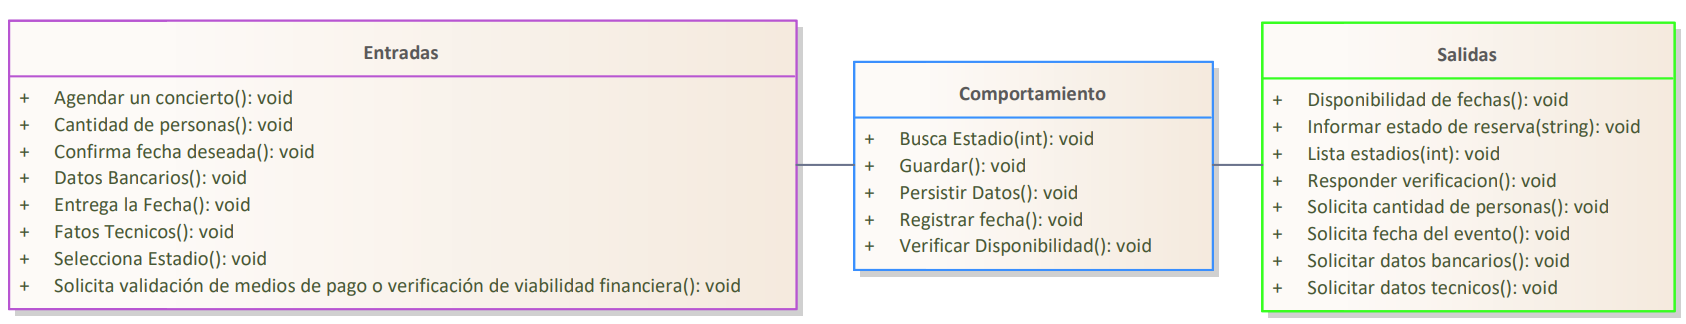 Entradas
+ Agendar un concierto(): void
+ Cantidad de personas(): void
+ Confirma fecha deseada(): void
+ Datos Bancarios(): void
+ Entrega la Fecha(): void
+ Fatos Tecnicos(): void
+ Selecciona Estadio(): void
+ Solicita validación de medios de pago o verificación de viabilidad financiera(): void
Comportamiento
+ Busca Estadio(int): void
+ Guardar(): void
+ Persistir Datos(): void
+ Registrar fecha(): void
+ Verificar Disponibilidad(): void
Salidas
+ Disponibilidad de fechas(): void
+ Informar estado de reserva(string): void
+ Lista estadios(int): void
+ Responder verificacion(): void
+ Solicita cantidad de personas(): void
+ Solicita fecha del evento(): void
+ Solicitar datos bancarios(): void
+ Solicitar datos tecnicos(): void